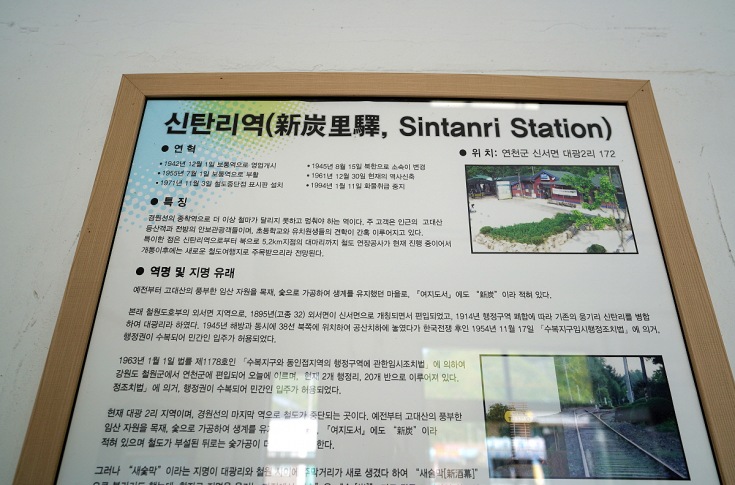 신탄리역(新炭里驛, Sintanri Station)
● 연 혁
• 1942년 12월 1일 보통역으로 영업개시
• 1955년 7월 1일 보통역으로 부활
• 1971년 11월 3일 철도중단점 표시판 설치
• 1945년 8월 15일 북한으로 소속이 변경
• 1961년 12월 30일 현재의 역사신축
• 1994년 1월 11일 화물취급 중지
● 위 치: 연천군 신서면 대광2리 172
● 특 징
경원선의 종착역으로 더 이상 철마가 달리지 못하고 멈춰야 하는 역이다. 주 고객은 인근의 고대산
등산객과 전방의 안보관광객들이며, 초등학교와 유치원생들의 견학이 간혹 이루어지고 있다.
특이한 점은 신탄리역으로부터 북으로 5.2km지점의 대마리까지 철도 연장공사가 현재 진행 중이어서
개통이후에는 새로운 철도여행지로 주목받으리라 전망된다.
● 역명 및 지명 유래
예전부터 고대산의 풍부한 임산 자원을 목재, 숯으로 가공하여 생계를 유지했던 마을로, 『여지도서』에도 “新炭”이라 적혀 있다.
본래 철원도호부의 외서면 지역으로, 1895년(고종 32) 외서면이 신서면으로 개칭되면서 편입되었고, 1914년 행정구역 폐합에 따라 기존의 응기리 신탄리를 병합
하여 대광리라 하였다. 1945년 해방과 동시에 38선 북쪽에 위치하여 공산치하에 놓였다가 한국전쟁 후인 1954년 11월 17일 「수복지구임시행정조치법」에 의거,
행정권이 수복되어 민간인 입주가 허용되었다.
1963년 1월 1일 법률 제1178호인 「수복지구와 동인접지역의 행정구역에 관한임시조치법」에 의하여
강원도 철원군에서 연천군에 편입되어 오늘에 이르며, 현재 2개 행정리, 20개 반으로 이루어져 있다.
정조치법」에 의거, 행정권이 수복되어 민간인 입주가 허용되었다.
현재 대광 2리 지역이며, 경원선의 마지막 역으로 철도가 중단되는 곳이다. 예전부터 고대산의 풍부한
임산 자원을 목재, 숯으로 가공하여 생계를 유 『여지도서』에도 “新炭”이라
적혀 있으며 철도가 부설된 뒤로는 숯가공이 한다.
그러나 “새숯막”이라는 지명이 대광리와 철원 사이에 주막거리가 새로 생겼다 하여 “새술막[新酒幕]”